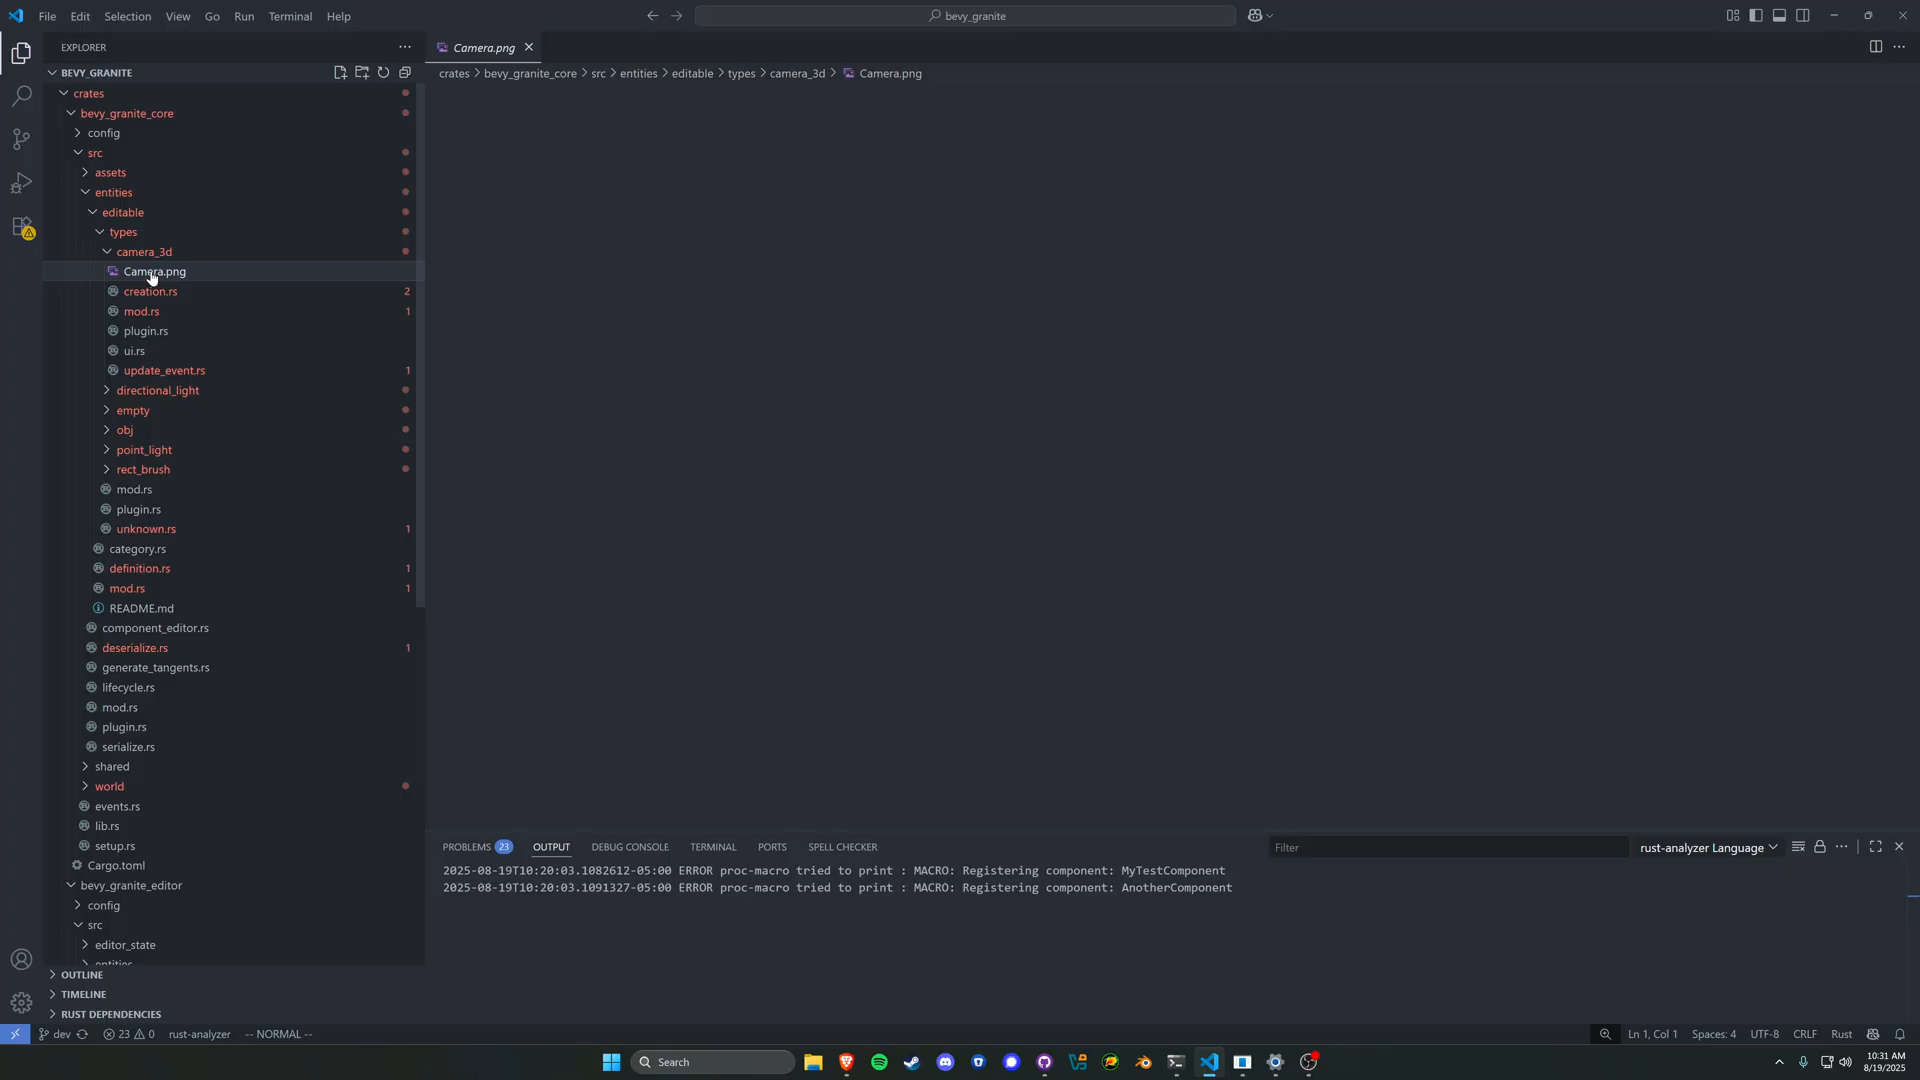 File Edit Selection View Go Run Terminal Help
bevy_granite
EXPLORER
BEVY_GRANITE
crates
bevy_granite_core
config
src
assets
entities
editable
types
camera_3d
Camera.png
creation.rs 2
mod.rs 1
plugin.rs
ui.rs
update_event.rs 1
directional_light
empty
obj
point_light
rect_brush
mod.rs
plugin.rs
unknown.rs 1
category.rs
definition.rs 1
mod.rs 1
README.md
component_editor.rs
deserialize.rs 1
generate_tangents.rs
lifecycle.rs
mod.rs
plugin.rs
serialize.rs
shared
world
events.rs
lib.rs
setup.rs
Cargo.toml
bevy_granite_editor
config
src
editor_state
entities
OUTLINE
TIMELINE
RUST DEPENDENCIES
Camera.png
crates > bevy_granite_core > src > entities > editable > types > camera_3d > Camera.png
PROBLEMS 23 OUTPUT DEBUG CONSOLE TERMINAL PORTS SPELL CHECKER Filter rust-analyzer Language
2025-08-19T10:20:03.1082612-05:00 ERROR proc-macro tried to print : MACRO: Registering component: MyTestComponent
2025-08-19T10:20:03.1091327-05:00 ERROR proc-macro tried to print : MACRO: Registering component: AnotherComponent
dev 23 0 rust-analyzer -- NORMAL -- Ln 1, Col 1 Spaces: 4 UTF-8 CRLF Rust
Search
10:31 AM
8/19/2025